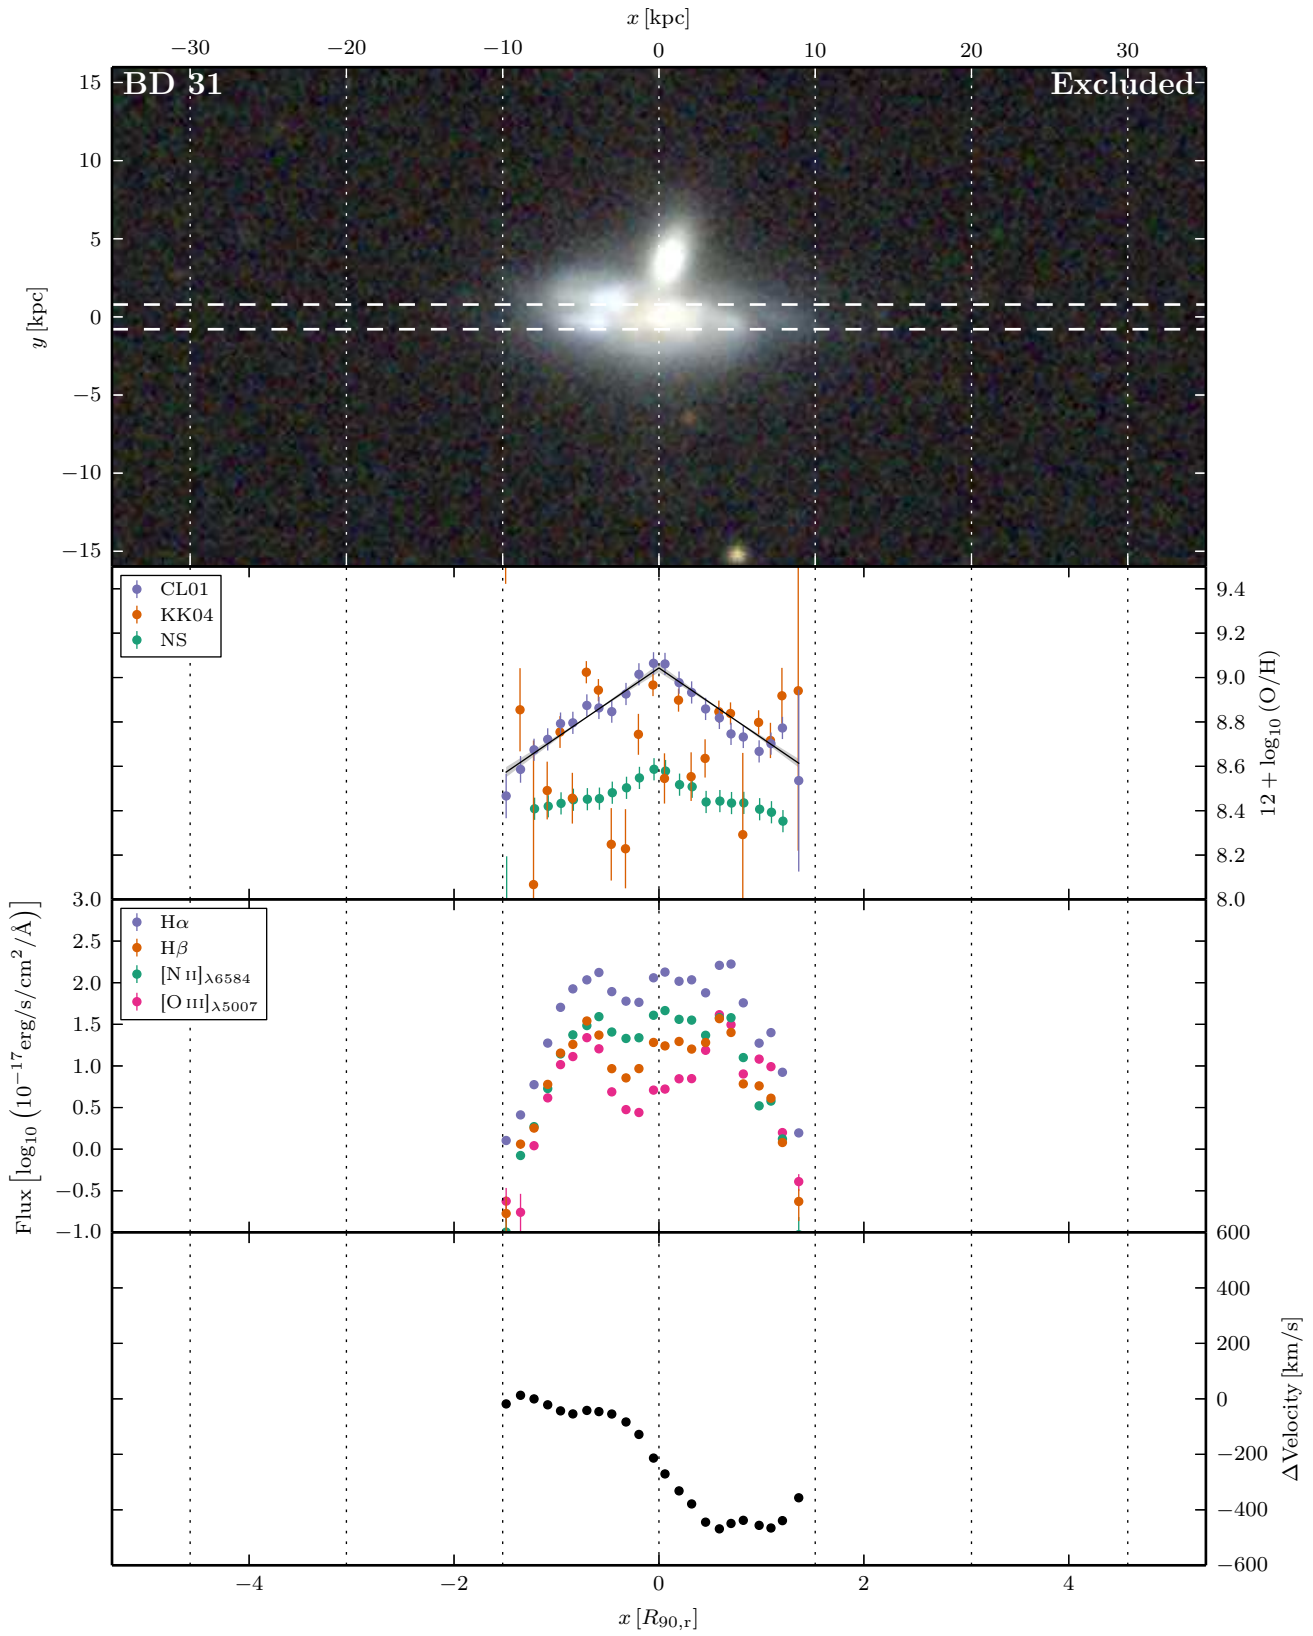 x [kpc]
−30 −20 −10 0 10 20 30
BD 31 Excluded
15
10
5
0
−5
−10
−15
y [kpc]
CL01
KK04
NS
9.4
9.2
9.0
8.8
8.6
8.4
8.2
8.0
12 + log₁₀ (O/H)
Hα
Hβ
[N II]λ6584
[O III]λ5007
3.0
2.5
2.0
1.5
1.0
0.5
0.0
−0.5
−1.0
Flux [log₁₀ (10⁻¹⁷erg/s/cm²/Å)]
600
400
200
0
−200
−400
−600
ΔVelocity [km/s]
−4 −2 0 2 4
x [R₉₀,ᵣ]